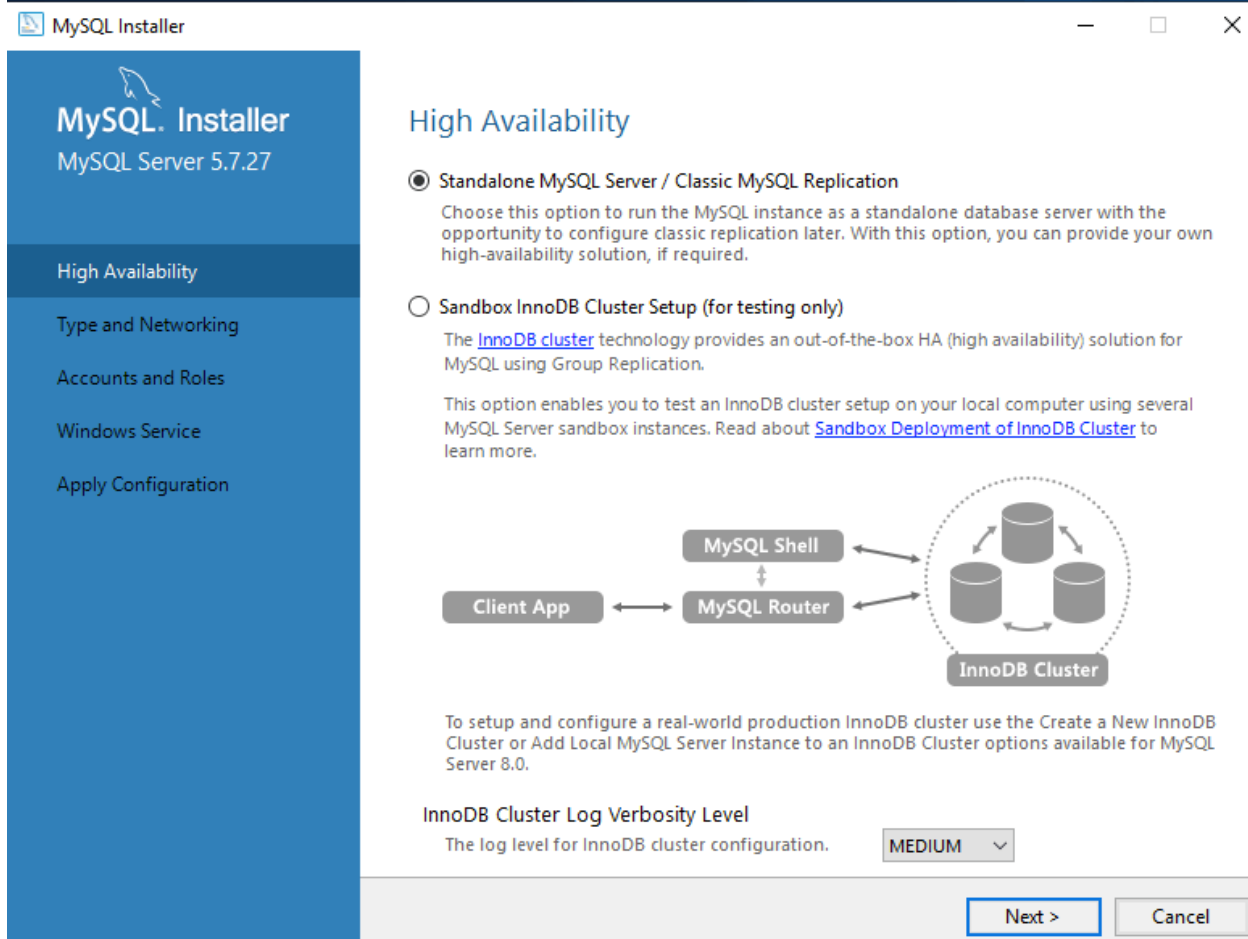 MySQL Installer
MySQL. Installer
MySQL Server 5.7.27
High Availability
Type and Networking
Accounts and Roles
Windows Service
Apply Configuration
High Availability
Standalone MySQL Server / Classic MySQL Replication
Choose this option to run the MySQL instance as a standalone database server with the
opportunity to configure classic replication later. With this option, you can provide your own
high-availability solution, if required.
Sandbox InnoDB Cluster Setup (for testing only)
The InnoDB cluster technology provides an out-of-the-box HA (high availability) solution for
MySQL using Group Replication.
This option enables you to test an InnoDB cluster setup on your local computer using several
MySQL Server sandbox instances. Read about Sandbox Deployment of InnoDB Cluster to
learn more.
MySQL Shell
Client App
MySQL Router
InnoDB Cluster
To setup and configure a real-world production InnoDB cluster use the Create a New InnoDB
Cluster or Add Local MySQL Server Instance to an InnoDB Cluster options available for MySQL
Server 8.0.
InnoDB Cluster Log Verbosity Level
The log level for InnoDB cluster configuration.
MEDIUM
Next >
Cancel